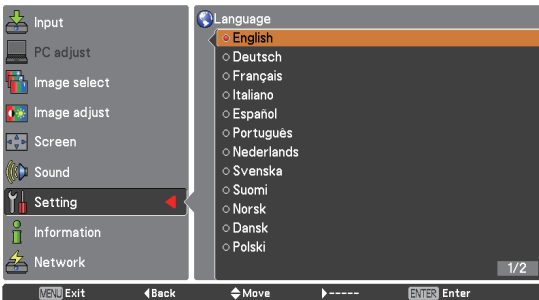 Input
PC adjust
Image select
Image adjust
Screen
Sound
Setting
Information
Network
Language
English
Deutsch
Français
Italiano
Español
Português
Nederlands
Svenska
Suomi
Norsk
Dansk
Polski
1/2
MENU Exit
Back
Move
-----
ENTER Enter